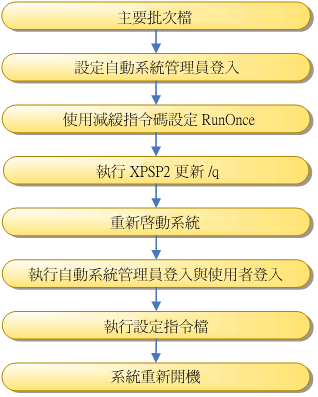 主要批次檔
設定自動系統管理員登入
使用減緩指令碼設定 RunOnce
執行 XPSP2 更新 /q
重新啓動系統
執行自動系統管理員登入與使用者登入
執行設定指令檔
系統重新開機